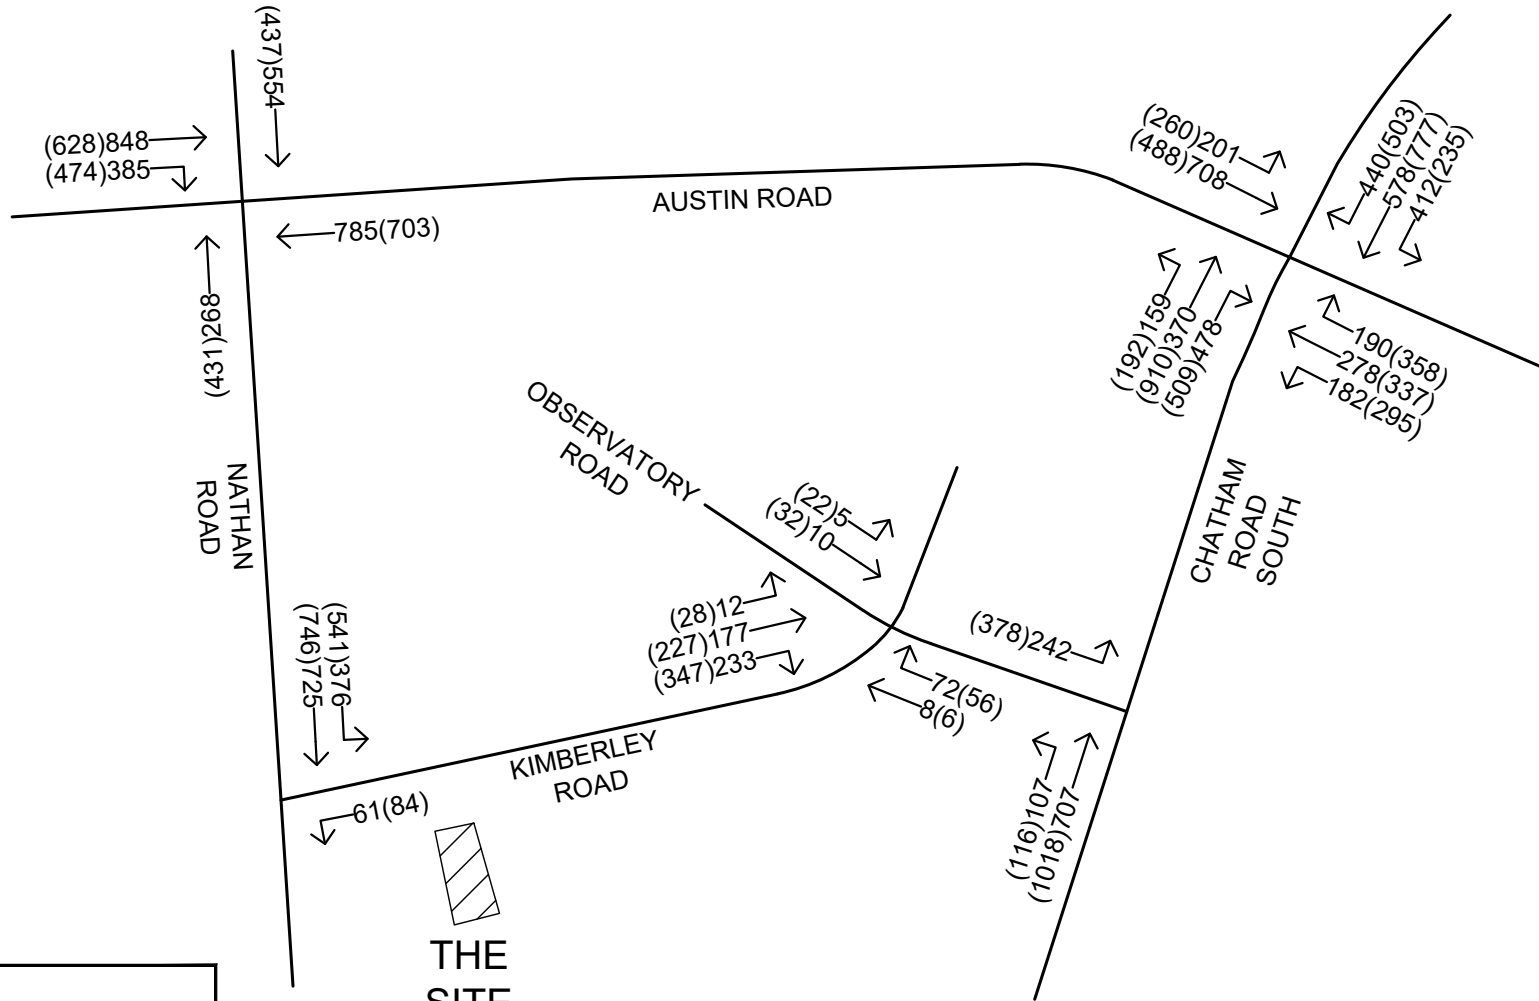 (437)554
(628)848
(474)385
785(703)
(431)268
AUSTIN ROAD
(260)201
(488)708
440(503)
578(777)
412(235)
(192)159
(910)370
(509)478
190(358)
278(337)
182(295)
OBSERVATORY
ROAD
NATHAN
ROAD
CHATHAM
ROAD
SOUTH
(22)5
(32)10
(28)12
(227)177
(347)233
(378)242
72(56)
8(6)
(541)376
(746)725
KIMBERLEY
ROAD
61(84)
(116)107
(1018)707
THE
SITE